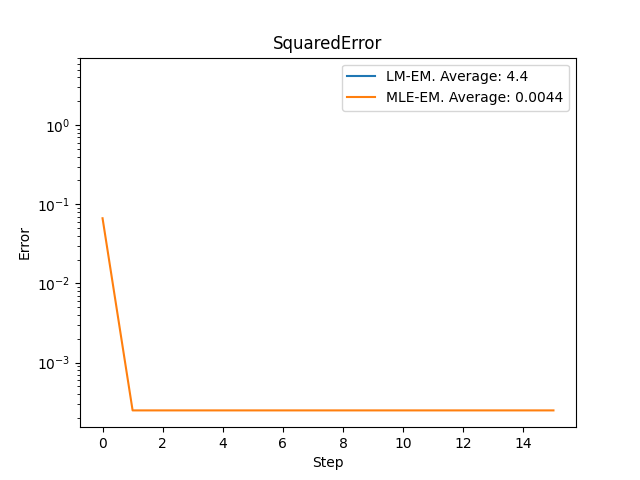 SquaredError
LM-EM. Average: 4.4
MLE-EM. Average: 0.0044
10⁰
10⁻¹
10⁻²
10⁻³
Error
0 2 4 6 8 10 12 14
Step